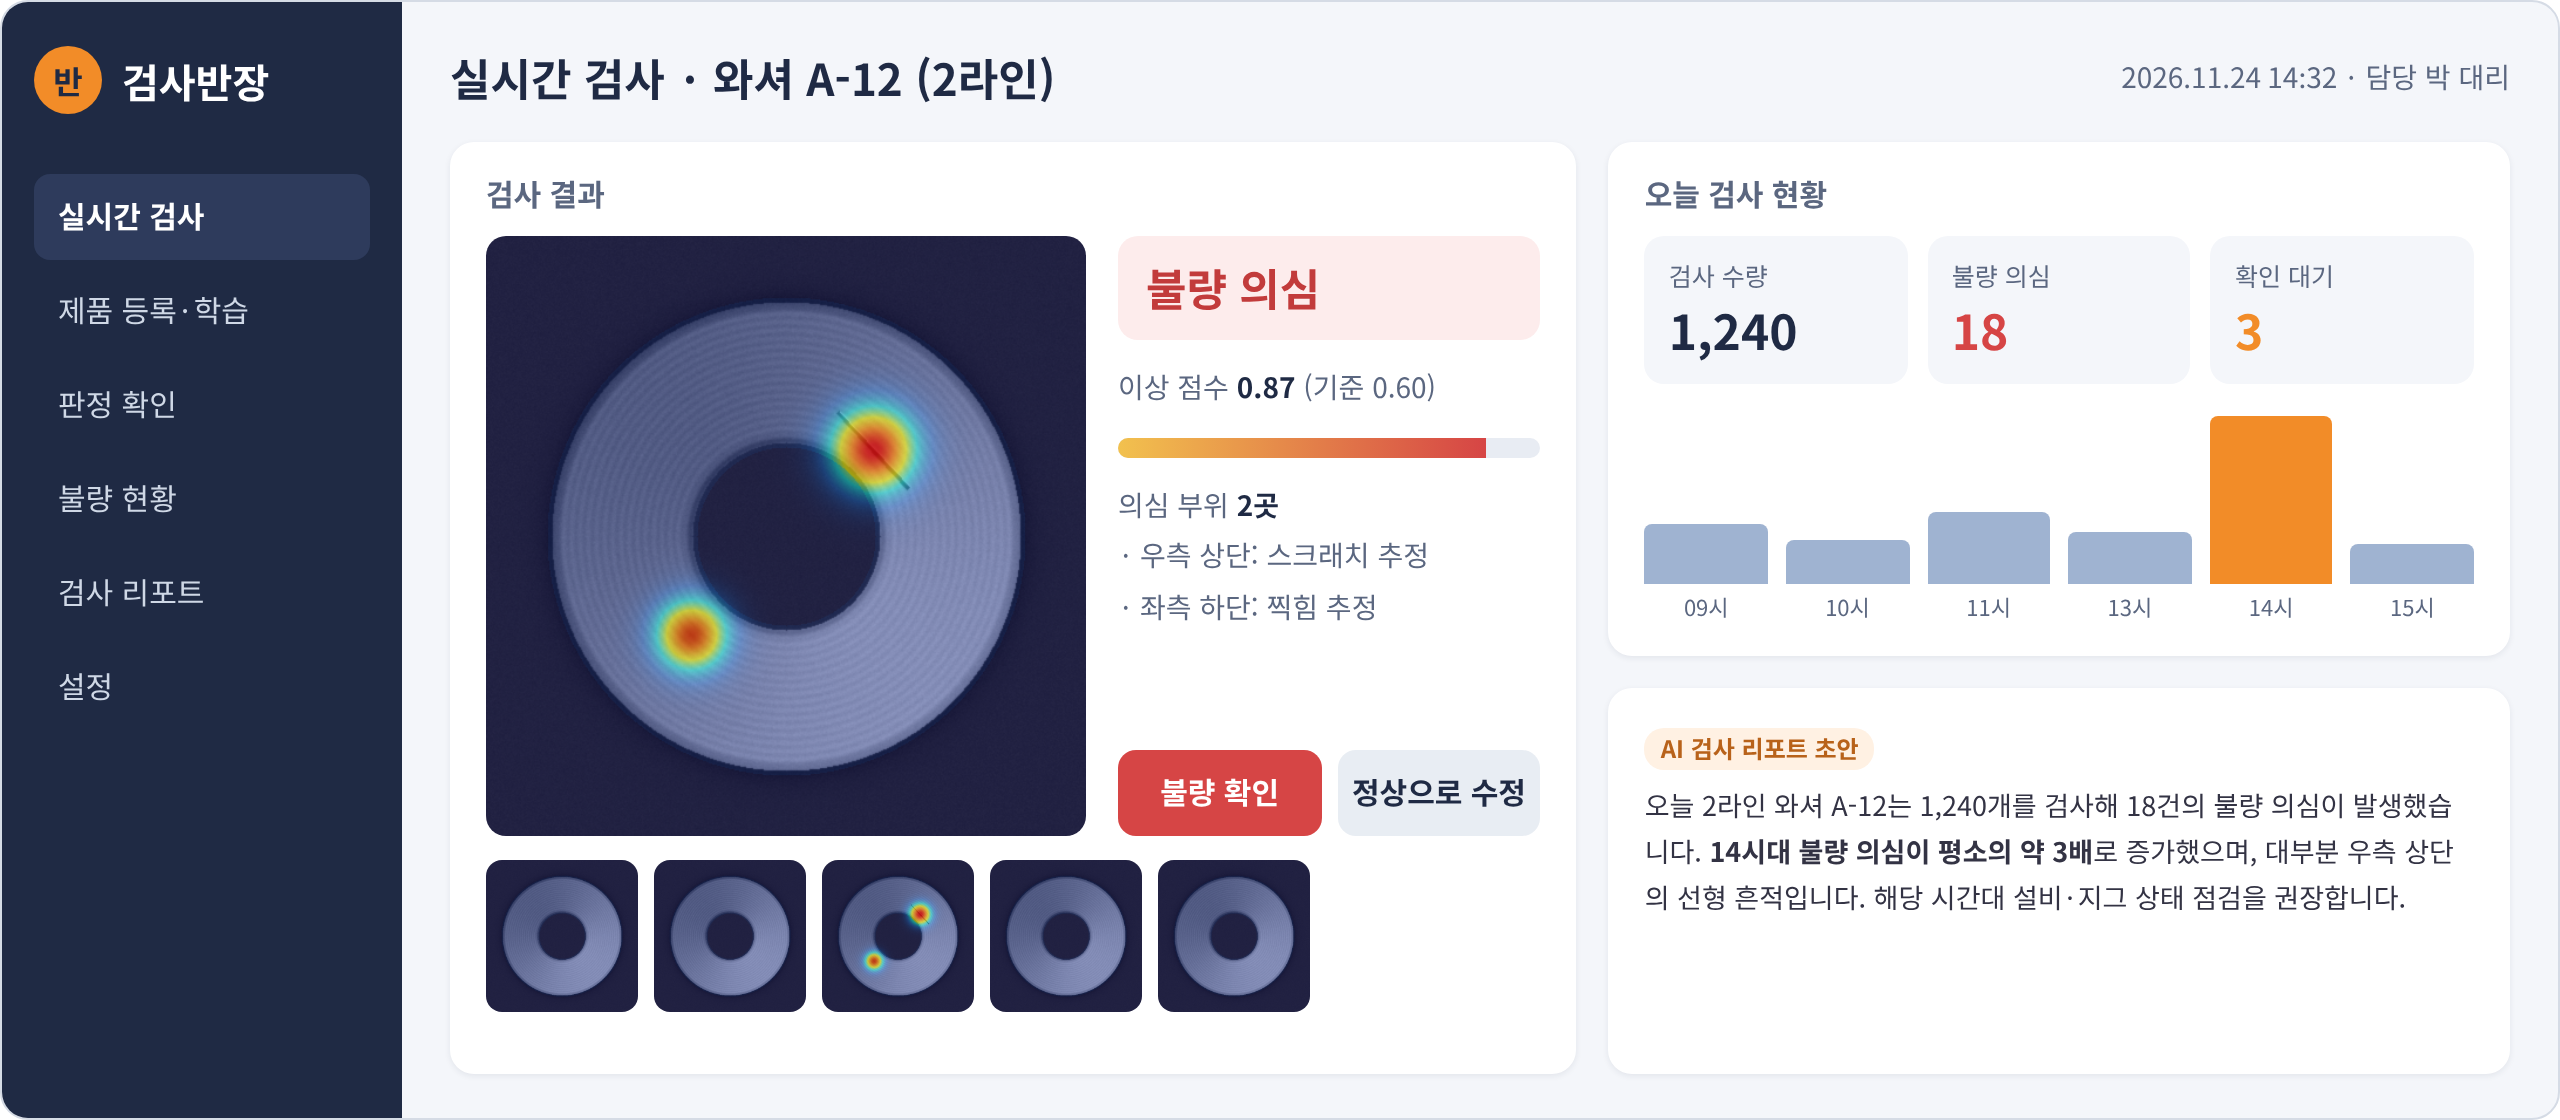 반 검사반장
실시간 검사
제품 등록·학습
판정 확인
불량 현황
검사 리포트
설정
실시간 검사 · 와셔 A-12 (2라인)
2026.11.24 14:32 · 담당 박 대리
검사 결과
불량 의심
이상 점수 0.87 (기준 0.60)
의심 부위 2곳
· 우측 상단: 스크래치 추정
· 좌측 하단: 찍힘 추정
불량 확인
정상으로 수정
오늘 검사 현황
검사 수량
1,240
불량 의심
18
확인 대기
3
09시 10시 11시 13시 14시 15시
AI 검사 리포트 초안
오늘 2라인 와셔 A-12는 1,240개를 검사해 18건의 불량 의심이 발생했습
니다. 14시대 불량 의심이 평소의 약 3배로 증가했으며, 대부분 우측 상단
의 선형 흔적입니다. 해당 시간대 설비·지그 상태 점검을 권장합니다.